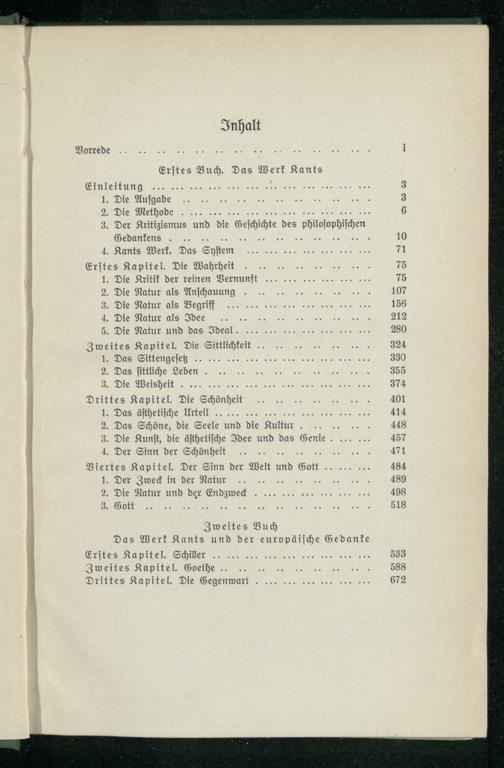 Inhalt
Vorrede .. .. .. .. .. .. .. .. .. .. .. .. . 1
Erstes Buch. Das Werk Kants
Einleitung ... ... ... ... ... ... ... ... ... ... ... ... 3
1. Die Aufgabe .. .. .. .. .. .. .. .. .. .. . 3
2. Die Methode . ... ... ... ... ... ... ... ... ... ... 6
3. Der Kritizismus und die Geschichte des philosophischen
Gedankens . .. .. .. .. .. .. .. .. .. .. . 10
4. Kants Werk. Das System ... ... ... ... ... ... ... 71
Erstes Kapitel. Die Wahrheit . .. .. .. .. .. .. . 75
1. Die Kritik der reinen Vernunft ... ... ... ... ... ... 75
2. Die Natur als Anschauung . .. .. .. .. .. .. . 107
3. Die Natur als Begriff ... ... ... ... ... ... ... ... 156
4. Die Natur als Idee .. .. .. .. .. .. .. .. . 212
5. Die Natur und das Ideal . ... ... ... ... ... ... ... 280
Zweites Kapitel. Die Sittlichkeit .. .. .. .. .. .. . 324
1. Das Sittengesetz .. ... ... ... ... ... ... ... ... ... 330
2. Das sittliche Leben . .. .. .. .. .. .. .. .. . 355
3. Die Weisheit . ... ... ... ... ... ... ... ... ... ... 374
Drittes Kapitel. Die Schönheit .. .. .. .. .. .. . 401
1. Das ästhetische Urteil .. ... ... ... ... ... ... ... ... 414
2. Das Schöne, die Seele und die Kultur . .. .. .. .. . 448
3. Die Kunst, die ästhetische Idee und das Genie . ... ... 457
4. Der Sinn der Schönheit .. .. .. .. .. .. .. . 471
Viertes Kapitel. Der Sinn der Welt und Gott .. ... ... 484
1. Der Zweck in der Natur .. .. .. .. .. .. .. . 489
2. Die Natur und der Endzweck . ... ... ... ... ... ... 498
3. Gott .. .. .. .. .. .. .. .. .. .. .. .. . 518
Zweites Buch
Das Werk Kants und der europäische Gedanke
Erstes Kapitel. Schiller .. ... ... ... ... ... ... ... ... 533
Zweites Kapitel. Goethe .. .. .. .. .. .. .. .. . 588
Drittes Kapitel. Die Gegenwart . ... ... ... ... ... ... 672